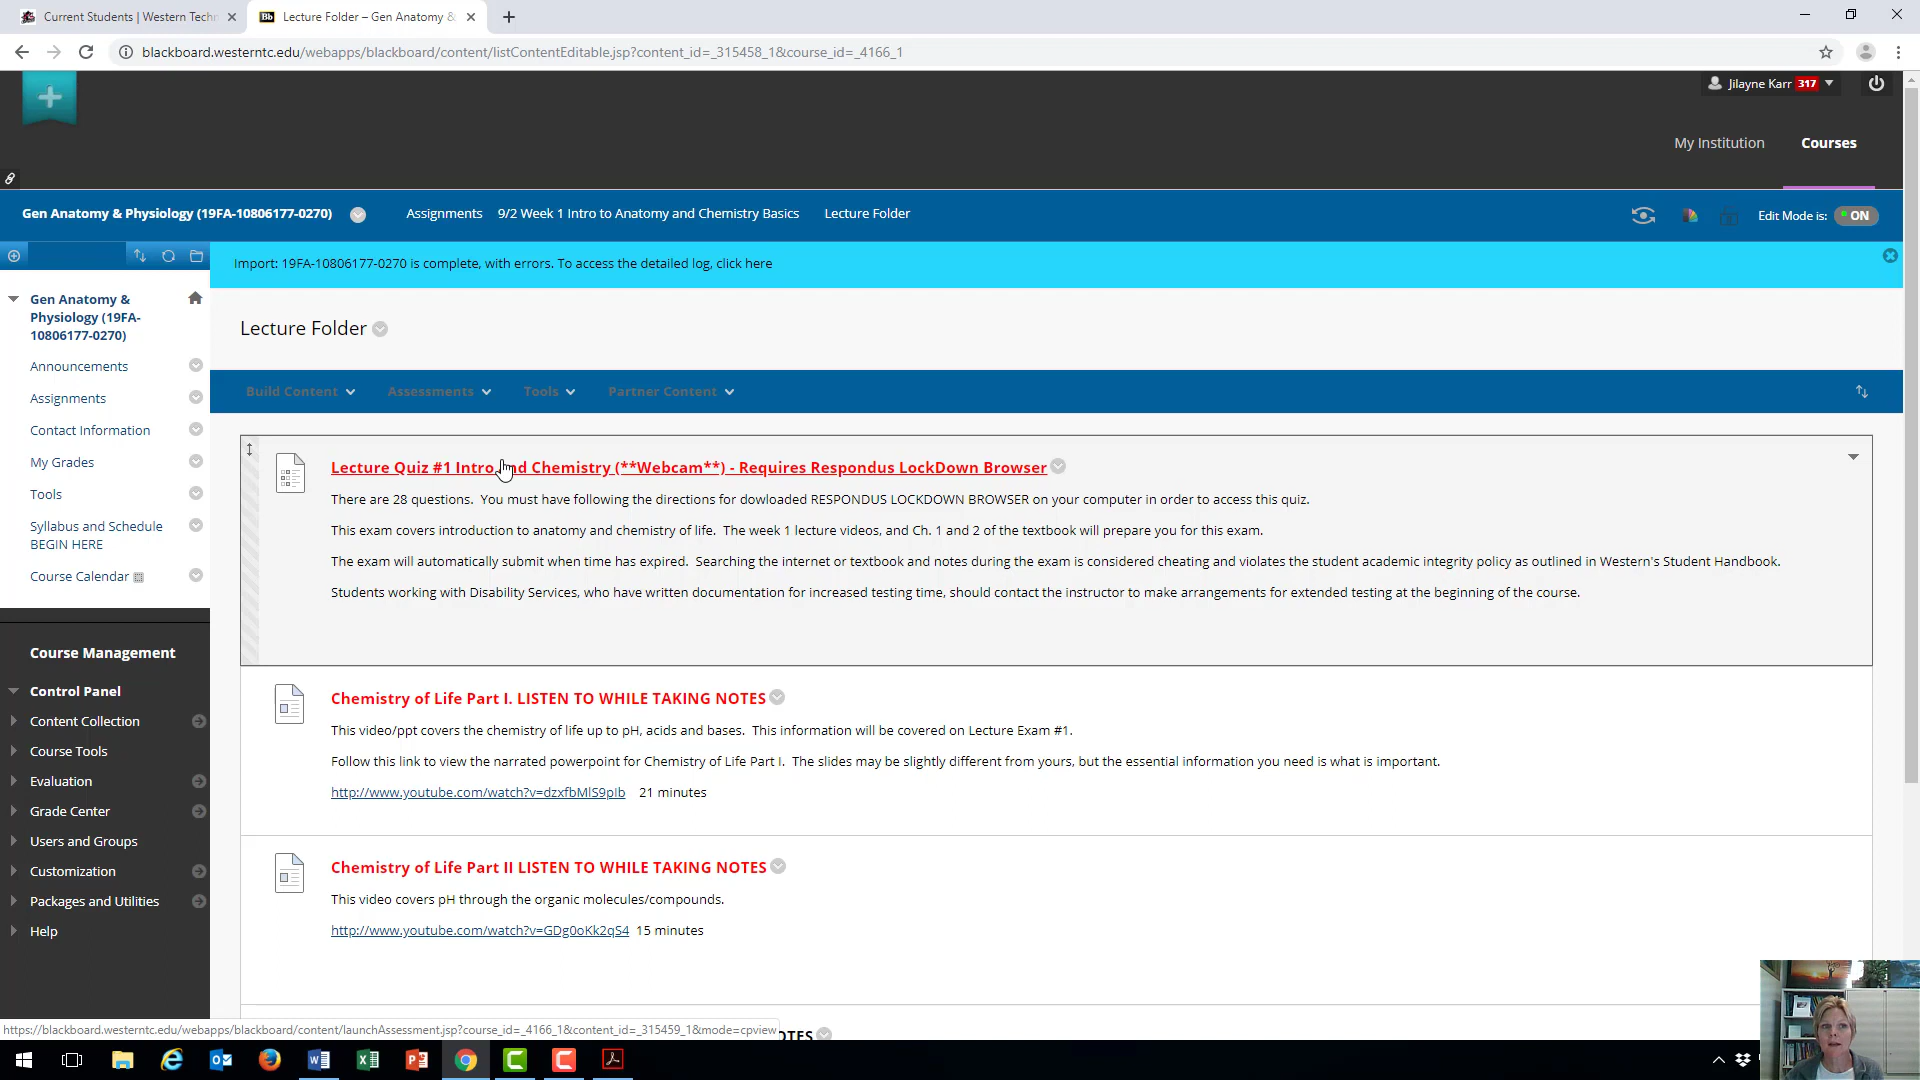 Current Students | Western Techn
Lecture Folder – Gen Anatomy &
blackboard.westerntc.edu/webapps/blackboard/content/listContentEditable.jsp?content_id=_315458_1&course_id=_4166_1
Jilayne Karr 317
My Institution
Courses
Gen Anatomy & Physiology (19FA-10806177-0270)
Assignments
9/2 Week 1 Intro to Anatomy and Chemistry Basics
Lecture Folder
Edit Mode is: ON
Import: 19FA-10806177-0270 is complete, with errors. To access the detailed log, click here
Gen Anatomy &
Physiology (19FA-
10806177-0270)
Announcements
Assignments
Contact Information
My Grades
Tools
Syllabus and Schedule
BEGIN HERE
Course Calendar
Course Management
Control Panel
Content Collection
Course Tools
Evaluation
Grade Center
Users and Groups
Customization
Packages and Utilities
Help
Lecture Folder
Build Content
Assessments
Tools
Partner Content
Lecture Quiz #1 Intro and Chemistry (**Webcam**) - Requires Respondus LockDown Browser
There are 28 questions. You must have following the directions for dowloaded RESPONDUS LOCKDOWN BROWSER on your computer in order to access this quiz.
This exam covers introduction to anatomy and chemistry of life. The week 1 lecture videos, and Ch. 1 and 2 of the textbook will prepare you for this exam.
The exam will automatically submit when time has expired. Searching the internet or textbook and notes during the exam is considered cheating and violates the student academic integrity policy as outlined in Western's Student Handbook.
Students working with Disability Services, who have written documentation for increased testing time, should contact the instructor to make arrangements for extended testing at the beginning of the course.
Chemistry of Life Part I. LISTEN TO WHILE TAKING NOTES
This video/ppt covers the chemistry of life up to pH, acids and bases. This information will be covered on Lecture Exam #1.
Follow this link to view the narrated powerpoint for Chemistry of Life Part I. The slides may be slightly different from yours, but the essential information you need is what is important.
http://www.youtube.com/watch?v=dzxfbMlS9pIb 21 minutes
Chemistry of Life Part II LISTEN TO WHILE TAKING NOTES
This video covers pH through the organic molecules/compounds.
http://www.youtube.com/watch?v=GDg0oKk2qS4 15 minutes
https://blackboard.westerntc.edu/webapps/blackboard/content/launchAssessment.jsp?course_id=_4166_1&content_id=_315459_1&mode=cpview
OTES